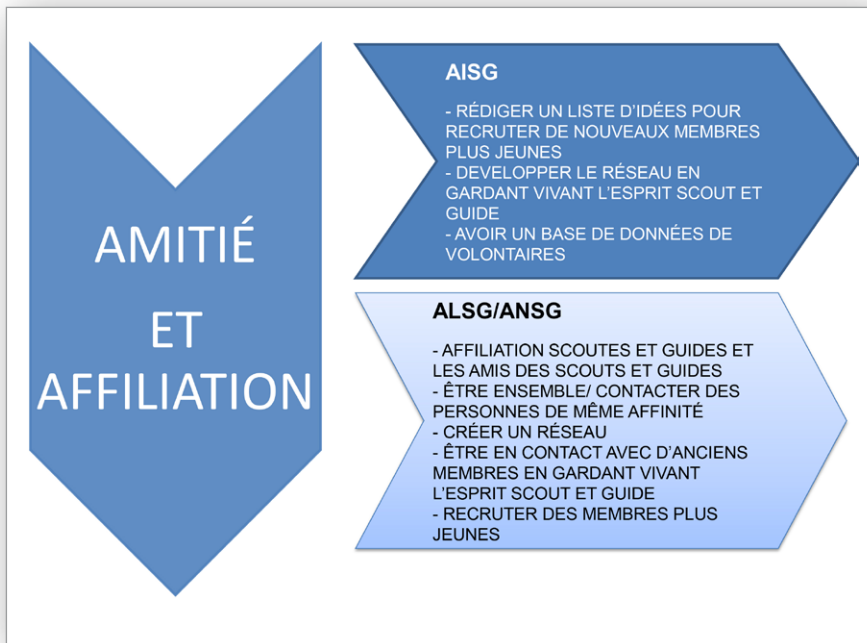 AMITIÉ
ET
AFFILIATION
AISG
- RÉDIGER UN LISTE D'IDÉES POUR
RECRUTER DE NOUVEAUX MEMBRES
PLUS JEUNES
- DEVELOPPER LE RÉSEAU EN
GARDANT VIVANT L'ESPRIT SCOUT ET
GUIDE
- AVOIR UN BASE DE DONNÉES DE
VOLONTAIRES
ALSG/ANSG
- AFFILIATION SCOUTES ET GUIDES ET
LES AMIS DES SCOUTS ET GUIDES
- ÊTRE ENSEMBLE/ CONTACTER DES
PERSONNES DE MÊME AFFINITÉ
- CRÉER UN RÉSEAU
- ÊTRE EN CONTACT AVEC D'ANCIENS
MEMBRES EN GARDANT VIVANT
L'ESPRIT SCOUT ET GUIDE
- RECRUTER DES MEMBRES PLUS
JEUNES